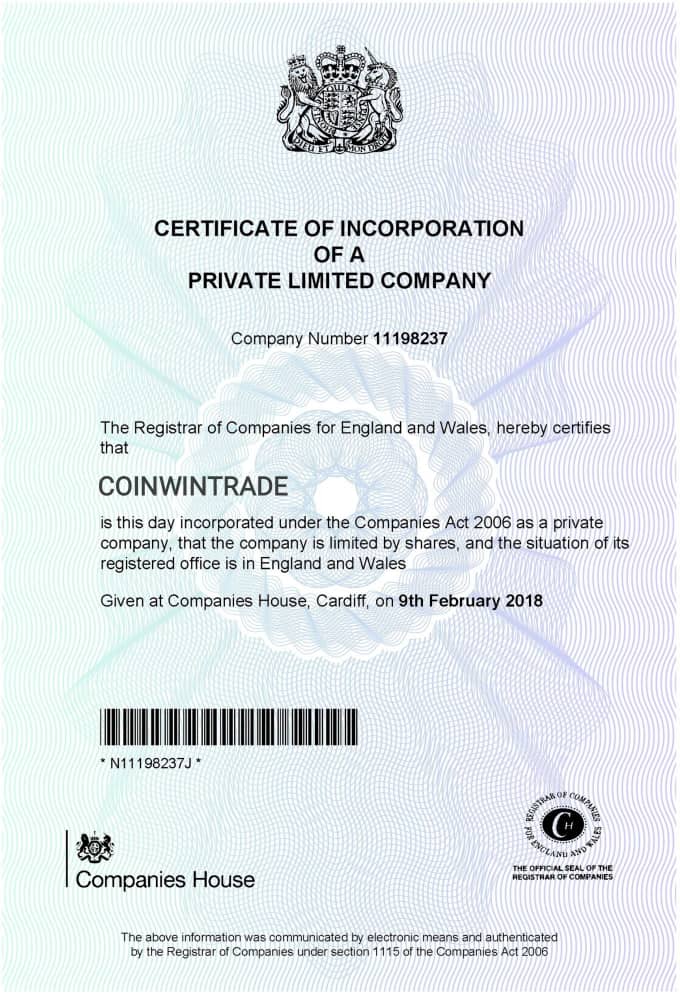 DIEU ET MON DROIT
CERTIFICATE OF INCORPORATION
OF A
PRIVATE LIMITED COMPANY
Company Number 11198237
The Registrar of Companies for England and Wales, hereby certifies
that
COINWINTRADE
is this day incorporated under the Companies Act 2006 as a private
company, that the company is limited by shares, and the situation of its
registered office is in England and Wales
Given at Companies House, Cardiff, on 9th February 2018
* N11198237J *
Companies House
REGISTRAR OF COMPANIES
FOR ENGLAND AND WALES
CH
THE OFFICIAL SEAL OF THE
REGISTRAR OF COMPANIES
The above information was communicated by electronic means and authenticated
by the Registrar of Companies under section 1115 of the Companies Act 2006